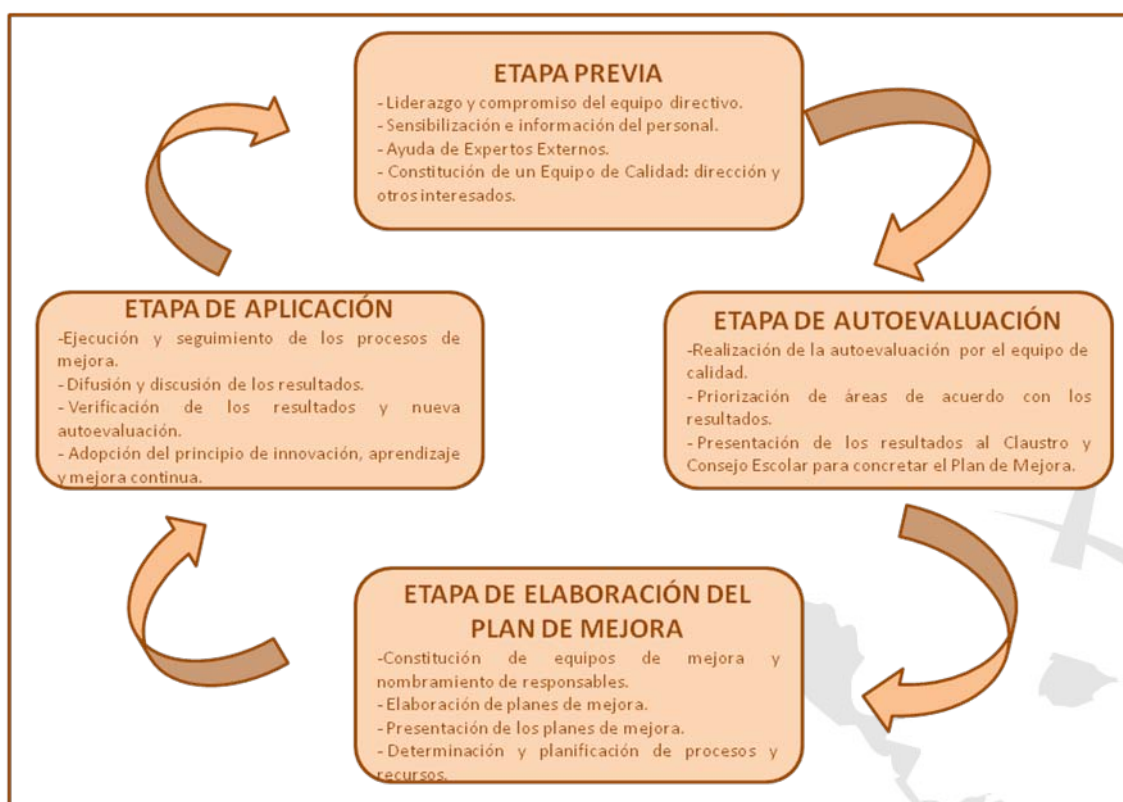 ETAPA PREVIA
- Liderazgo y compromiso del equipo directivo.
- Sensibilización e información del personal.
- Ayuda de Expertos Externos.
- Constitución de un Equipo de Calidad: dirección y
otros interesados.
ETAPA DE AUTOEVALUACIÓN
-Realización de la autoevaluación por el equipo de
calidad.
- Priorización de áreas de acuerdo con los
resultados.
- Presentación de los resultados al Claustro y
Consejo Escolar para concretar el Plan de Mejora.
ETAPA DE ELABORACIÓN DEL
PLAN DE MEJORA
-Constitución de equipos de mejora y
nombramiento de responsables.
- Elaboración de planes de mejora.
- Presentación de los planes de mejora.
- Determinación y planificación de procesos y
recursos.
ETAPA DE APLICACIÓN
-Ejecución y seguimiento de los procesos de
mejora.
- Difusión y discusión de los resultados.
- Verificación de los resultados y nueva
autoevaluación.
- Adopción del principio de innovación, aprendizaje
y mejora continua.